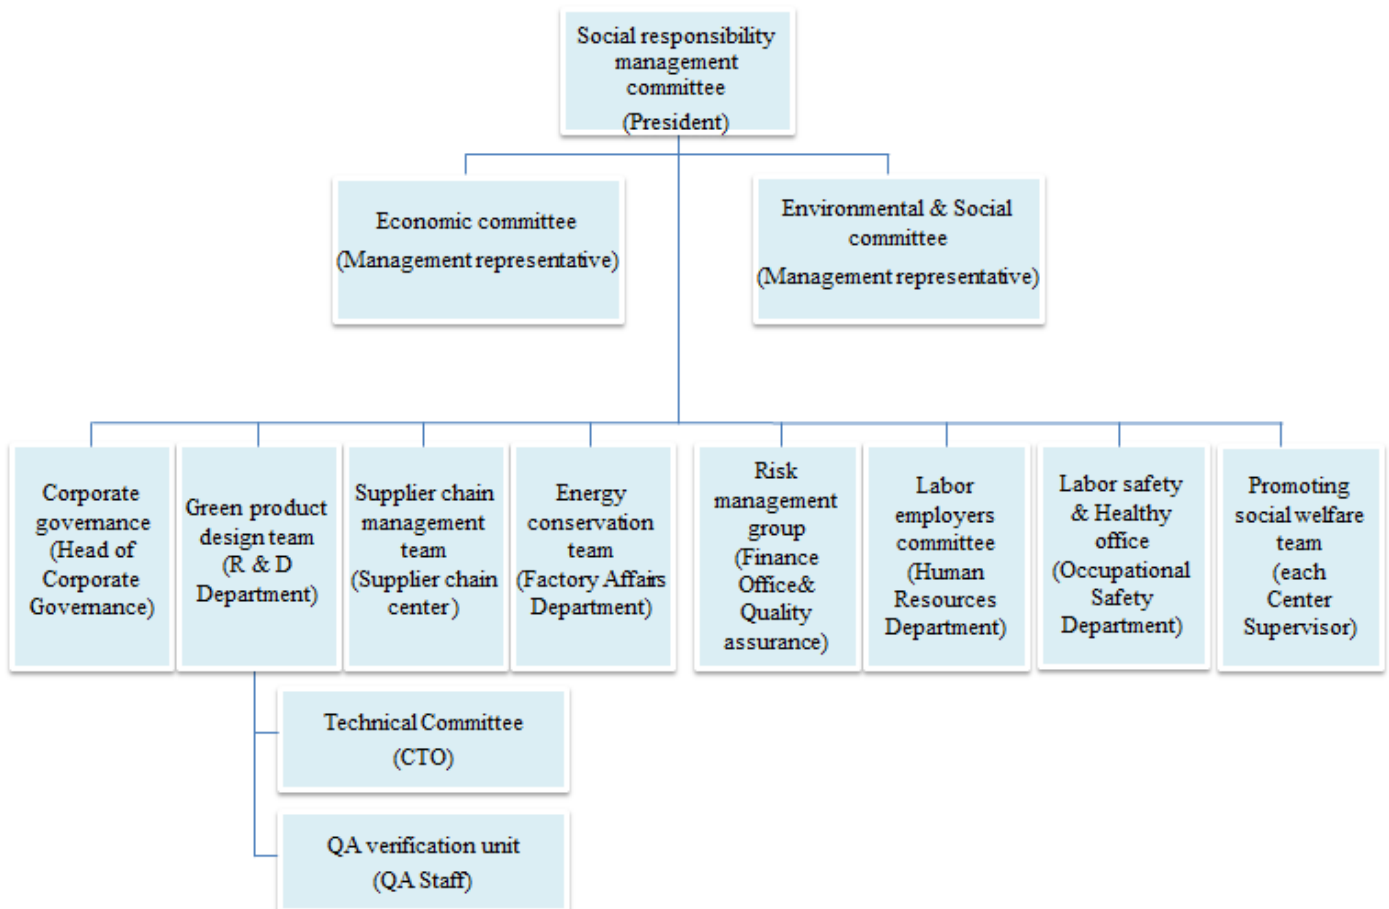 Social responsibility
management
committee
(President)
Economic committee
(Management representative)
Environmental & Social
committee
(Management representative)
Corporate
governance
(Head of
Corporate
Governance)
Green product
design team
(R & D
Department)
Supplier chain
management
team
(Supplier chain
center)
Energy
conservation
team
(Factory Affairs
Department)
Risk
management
group
(Finance
Office&
Quality
assurance)
Labor
employers
committee
(Human
Resources
Department)
Labor safety
& Healthy
office
(Occupational
Safety
Department)
Promoting
social welfare
team
(each
Center
Supervisor)
Technical Committee
(CTO)
QA verification unit
(QA Staff)